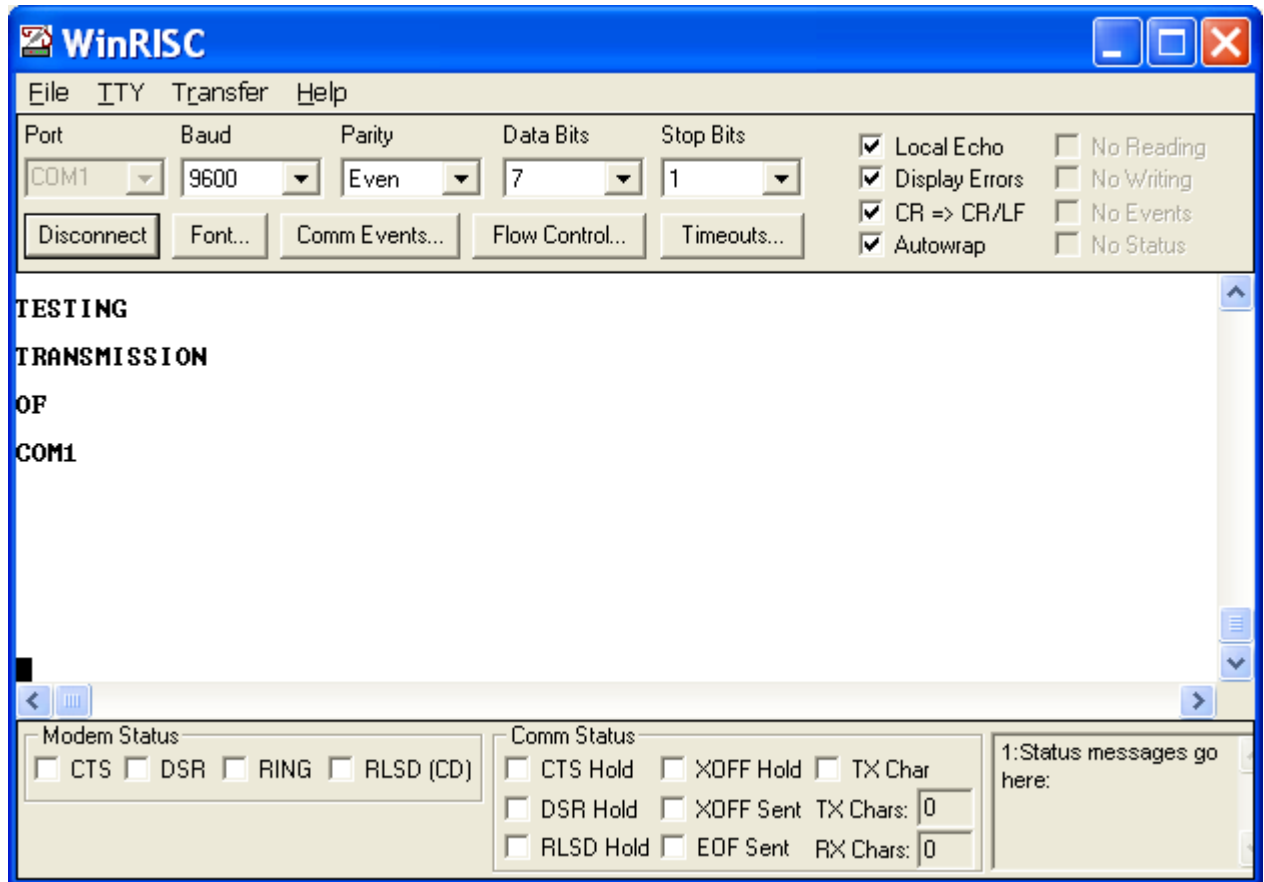 WinRISC
File TTY Transfer Help
Port Baud Parity Data Bits Stop Bits
COM1 9600 Even 7 1
Disconnect Font... Comm Events... Flow Control... Timeouts...
Local Echo No Reading
Display Errors No Writing
CR => CR/LF No Events
Autowrap No Status
TESTING
TRANSMISSION
OF
COM1
Modem Status
CTS DSR RING RLSD (CD)
Comm Status
CTS Hold XOFF Hold TX Char
DSR Hold XOFF Sent TX Chars: 0
RLSD Hold EOF Sent RX Chars: 0
1:Status messages go
here: